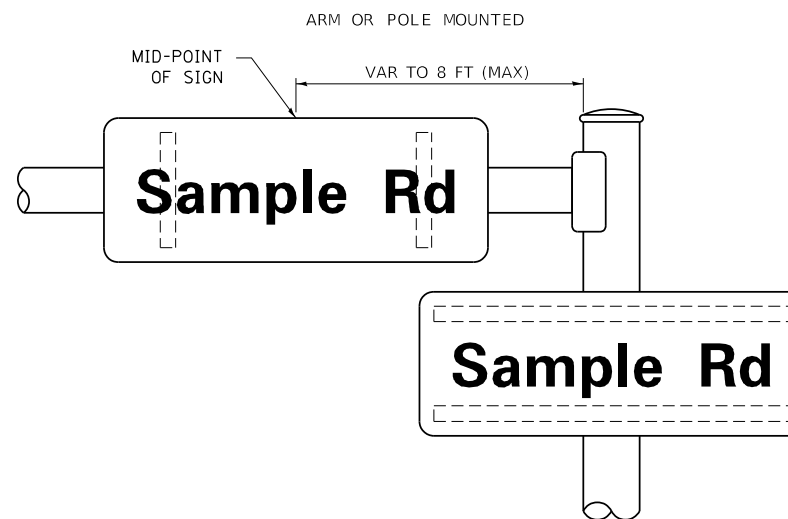 ARM OR POLE MOUNTED
MID-POINT
OF SIGN
VAR TO 8 FT (MAX)
Sample Rd
Sample Rd